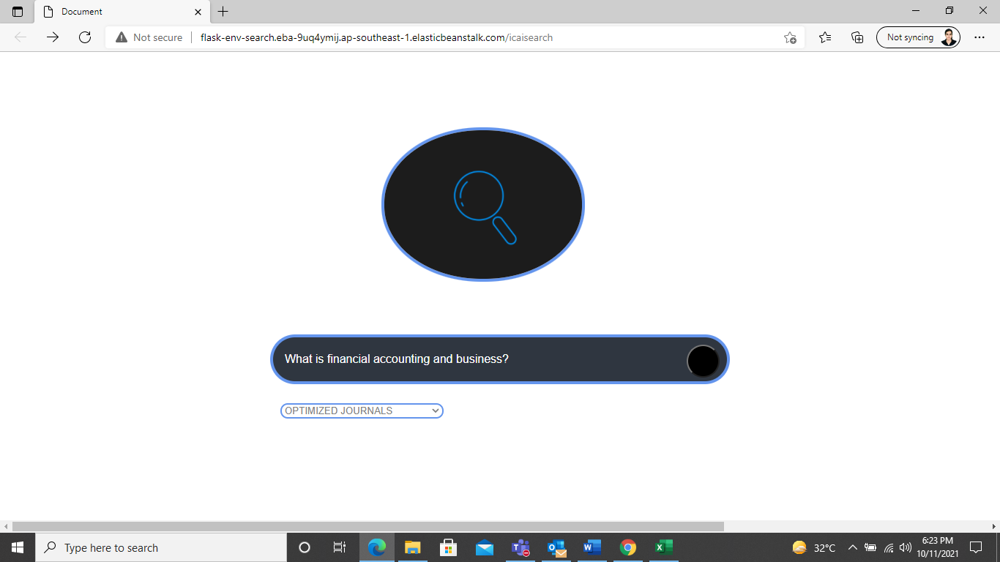 Document
Not secure
flask-env-search.eba-9uq4ymij.ap-southeast-1.elasticbeanstalk.com/icaisearch
Not syncing
What is financial accounting and business?
OPTIMIZED JOURNALS
Type here to search
32°C
6:23 PM
10/11/2021